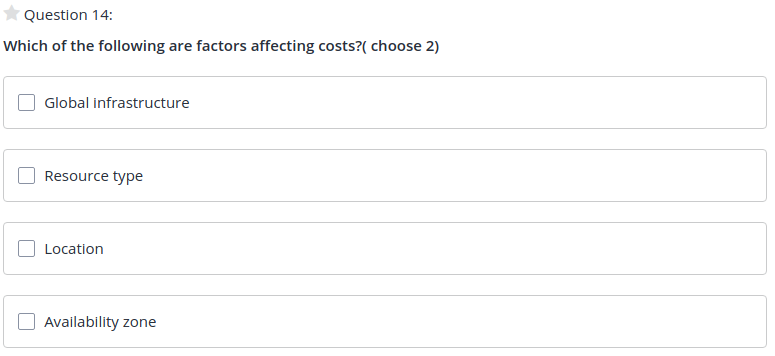 Question 14:
Which of the following are factors affecting costs?( choose 2)
Global infrastructure
Resource type
Location
Availability zone